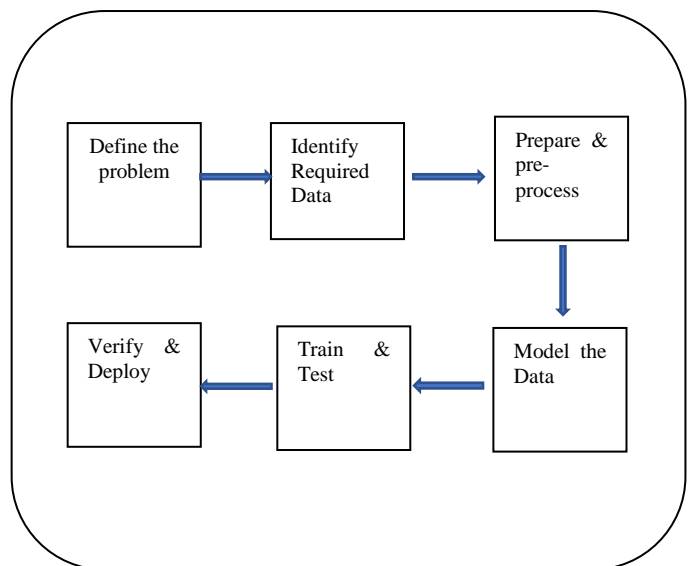 Define the
problem
Identify
Required
Data
Prepare &
pre-
process
Model the
Data
Train &
Test
Verify &
Deploy